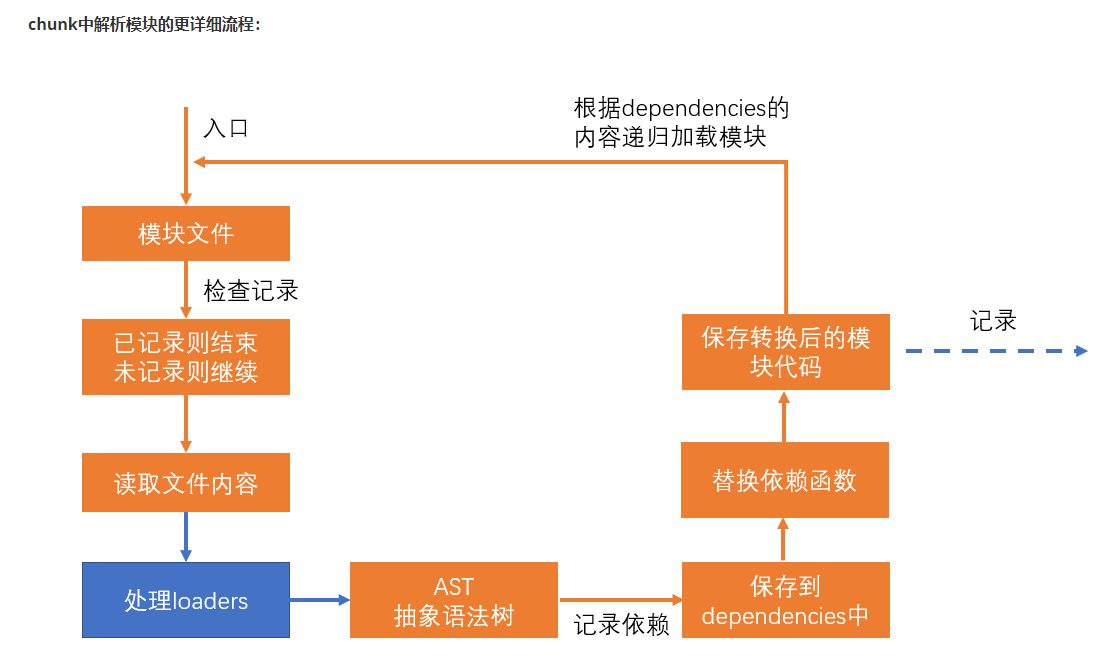 chunk中解析模块的更详细流程：
入口
根据dependencies的
内容递归加载模块
模块文件
检查记录
已记录则结束
未记录则继续
读取文件内容
处理loaders
AST
抽象语法树
记录依赖
保存到
dependencies中
替换依赖函数
保存转换后的模
块代码
记录